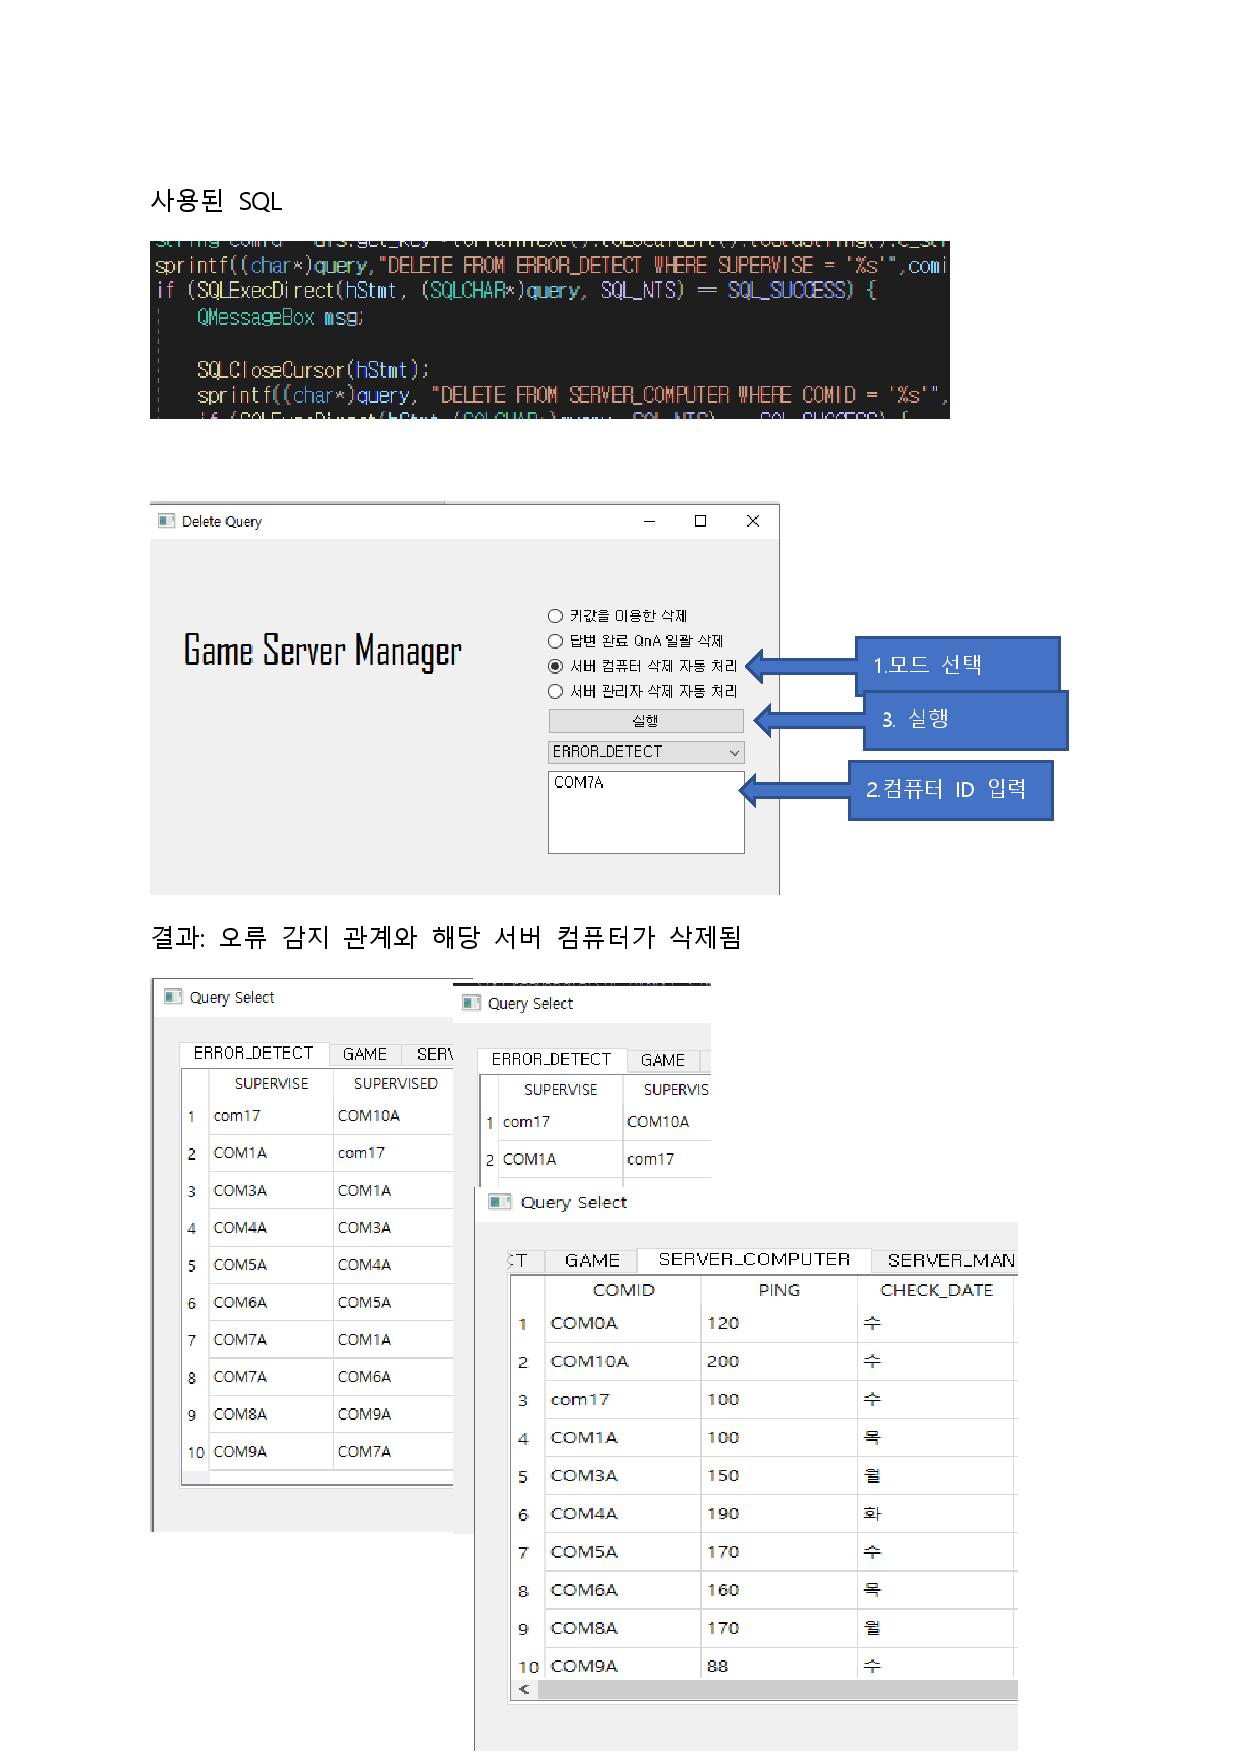 사용된 SQL
sprintf((char*)query,"DELETE FROM ERROR_DETECT WHERE SUPERVISE = '%s'",comi
if (SQLExecDirect(hStmt, (SQLCHAR*)query, SQL_NTS) == SQL_SUCCESS) {
QMessageBox msg;
SQLCloseCursor(hStmt);
sprintf((char*)query, "DELETE FROM SERVER_COMPUTER WHERE COMID = '%s'",
if (SQLExecDirect(hStmt, (SQLCHAR*)query, SQL_NTS) == SQL_SUCCESS) {
Delete Query
Game Server Manager
키값을 이용한 삭제
답변 완료 QnA 일괄 삭제
서버 컴퓨터 삭제 자동 처리
서버 관리자 삭제 자동 처리
실행
ERROR_DETECT
COM7A
1.모드 선택
3. 실행
2.컴퓨터 ID 입력
결과: 오류 감지 관계와 해당 서버 컴퓨터가 삭제됨
Query Select
ERROR_DETECT GAME SERV
SUPERVISE SUPERVISED
1 com17 COM10A
2 COM1A com17
3 COM3A COM1A
4 COM4A COM3A
5 COM5A COM4A
6 COM6A COM5A
7 COM7A COM1A
8 COM7A COM6A
9 COM8A COM9A
10 COM9A COM7A
Query Select
ERROR_DETECT GAME
SUPERVISE SUPERVIS
1 com17 COM10A
2 COM1A com17
Query Select
CT GAME SERVER_COMPUTER SERVER_MAN
COMID PING CHECK_DATE
1 COM0A 120 수
2 COM10A 200 수
3 com17 100 수
4 COM1A 100 목
5 COM3A 150 월
6 COM4A 190 화
7 COM5A 170 수
8 COM6A 160 목
9 COM8A 170 월
10 COM9A 88 수